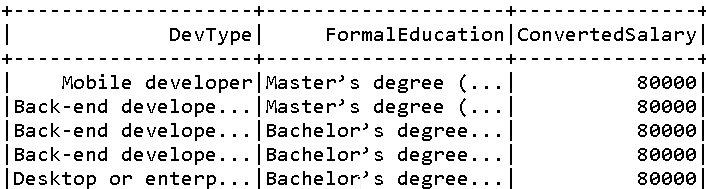 +--------------------+--------------------+---------------+
|             DevType|     FormalEducation|ConvertedSalary|
+--------------------+--------------------+---------------+
|    Mobile developer|Master’s degree (...|          80000|
|Back-end develope...|Master’s degree (...|          80000|
|Back-end develope...|Bachelor’s degree...|          80000|
|Back-end develope...|Bachelor’s degree...|          80000|
|Desktop or enterp...|Bachelor’s degree...|          80000|